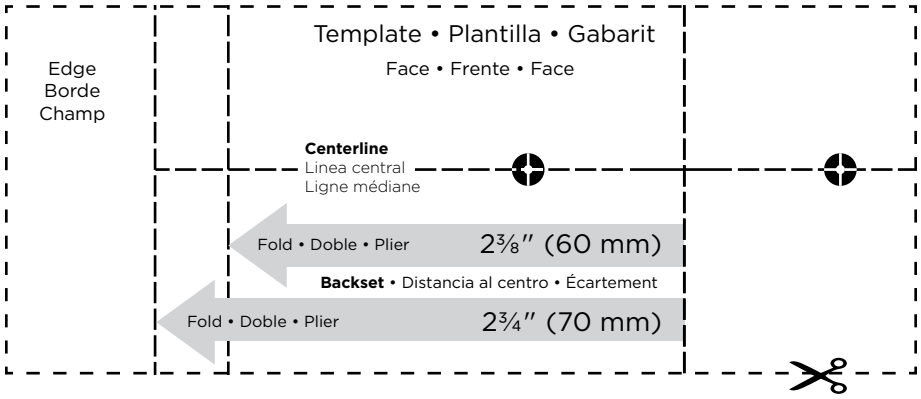 Template • Plantilla • Gabarit
Face • Frente • Face
Edge
Borde
Champ
Centerline
Linea central
Ligne médiane
Fold • Doble • Plier 2⅜″ (60 mm)
Backset • Distancia al centro • Écartement
Fold • Doble • Plier 2¾″ (70 mm)